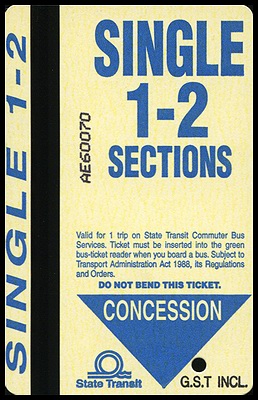 SINGLE 1-2
SINGLE
1-2
SECTIONS
AE60070
Valid for 1 trip on State Transit Commuter Bus
Services. Ticket must be inserted into the green
bus-ticket reader when you board a bus. Subject to
Transport Administration Act 1988, its Regulations
and Orders.
DO NOT BEND THIS TICKET.
CONCESSION
State Transit
G.S.T INCL.